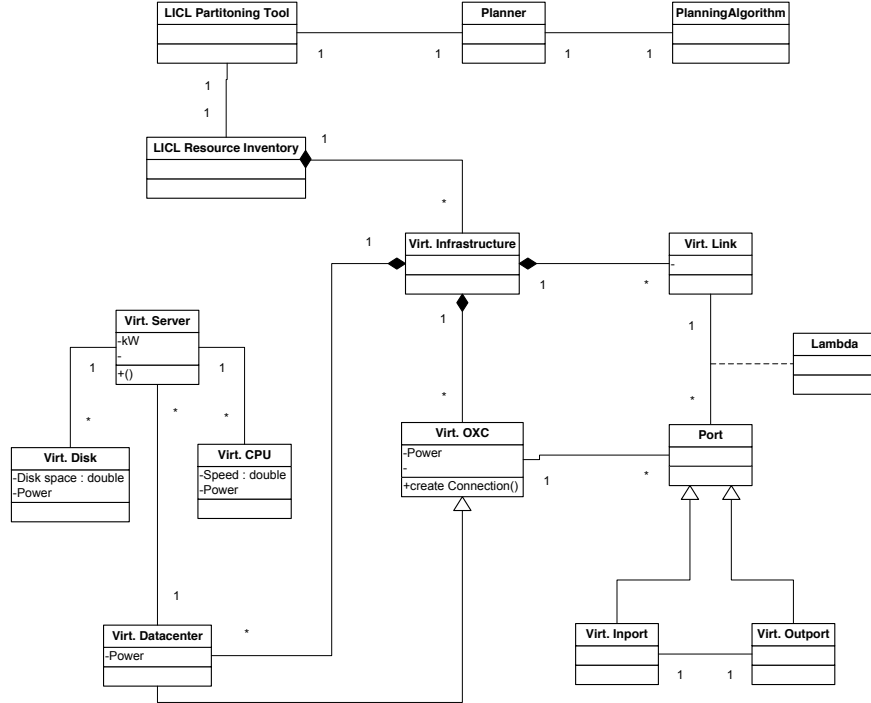 LICL Partitoning Tool
Planner
PlanningAlgorithm
1
1
1
1
1
1
LICL Resource Inventory
1
*
Virt. Infrastructure
Virt. Link
-
1
1
*
1
1
Virt. Server
-kW
-
+()
Lambda
1
1
*
*
*
*
*
Virt. OXC
-Power
-
+create Connection()
Port
Virt. Disk
-Disk space : double
-Power
Virt. CPU
-Speed : double
-Power
1
*
1
*
Virt. Datacenter
-Power
Virt. Inport
Virt. Outport
1
1